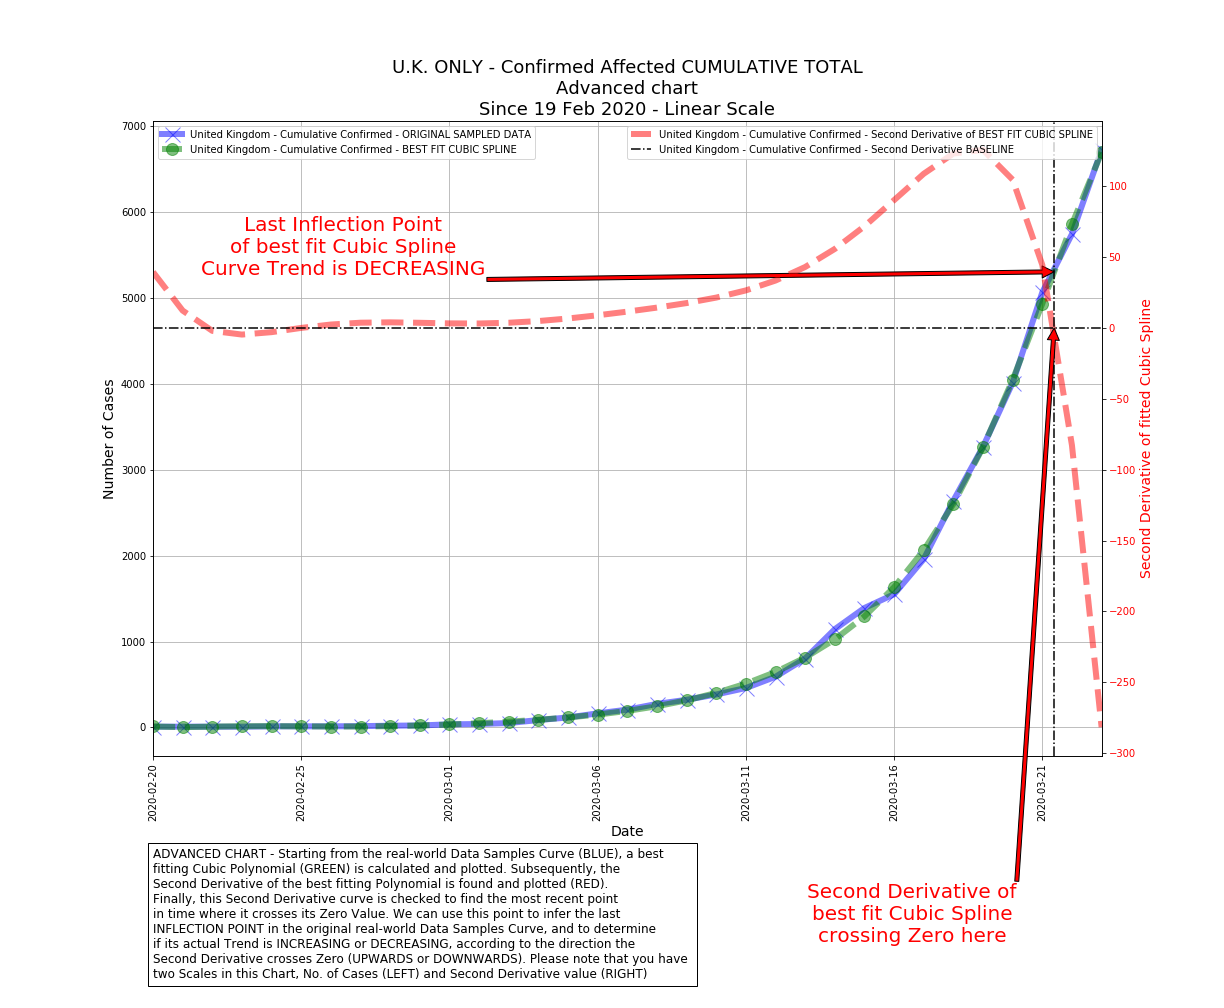 U.K. ONLY - Confirmed Affected CUMULATIVE TOTAL
Advanced chart
Since 19 Feb 2020 - Linear Scale
United Kingdom - Cumulative Confirmed - ORIGINAL SAMPLED DATA
United Kingdom - Cumulative Confirmed - BEST FIT CUBIC SPLINE
United Kingdom - Cumulative Confirmed - Second Derivative of BEST FIT CUBIC SPLINE
United Kingdom - Cumulative Confirmed - Second Derivative BASELINE
Last Inflection Point
of best fit Cubic Spline
Curve Trend is DECREASING
Number of Cases
7000
6000
5000
4000
3000
2000
1000
0
100
50
0
−50
−100
−150
−200
−250
−300
Second Derivative of fitted Cubic Spline
2020-02-20
2020-02-25
2020-03-01
2020-03-06
2020-03-11
2020-03-16
2020-03-21
Date
ADVANCED CHART - Starting from the real-world Data Samples Curve (BLUE), a best
fitting Cubic Polynomial (GREEN) is calculated and plotted. Subsequently, the
Second Derivative of the best fitting Polynomial is found and plotted (RED).
Finally, this Second Derivative curve is checked to find the most recent point
in time where it crosses its Zero Value. We can use this point to infer the last
INFLECTION POINT in the original real-world Data Samples Curve, and to determine
if its actual Trend is INCREASING or DECREASING, according to the direction the
Second Derivative crosses Zero (UPWARDS or DOWNWARDS). Please note that you have
two Scales in this Chart, No. of Cases (LEFT) and Second Derivative value (RIGHT)
Second Derivative of
best fit Cubic Spline
crossing Zero here